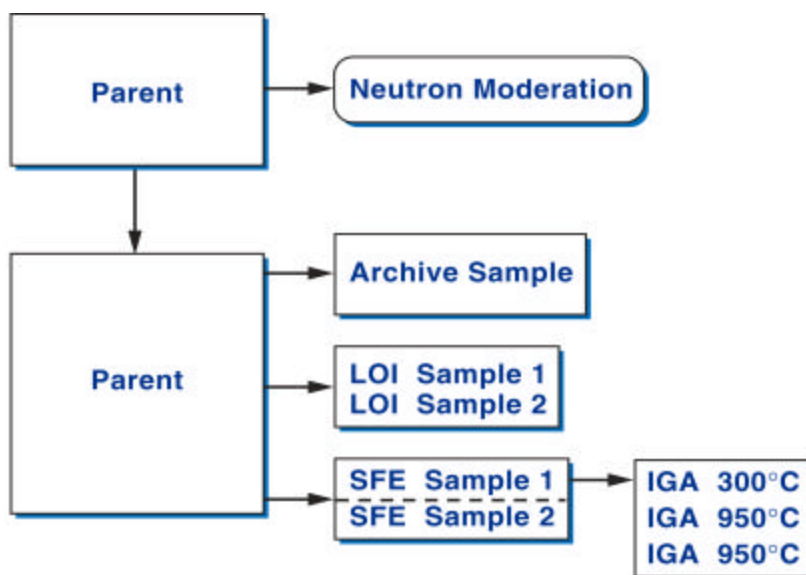 Parent
Neutron Moderation
Parent
Archive Sample
LOI Sample 1
LOI Sample 2
SFE Sample 1
SFE Sample 2
IGA 300°C
IGA 950°C
IGA 950°C